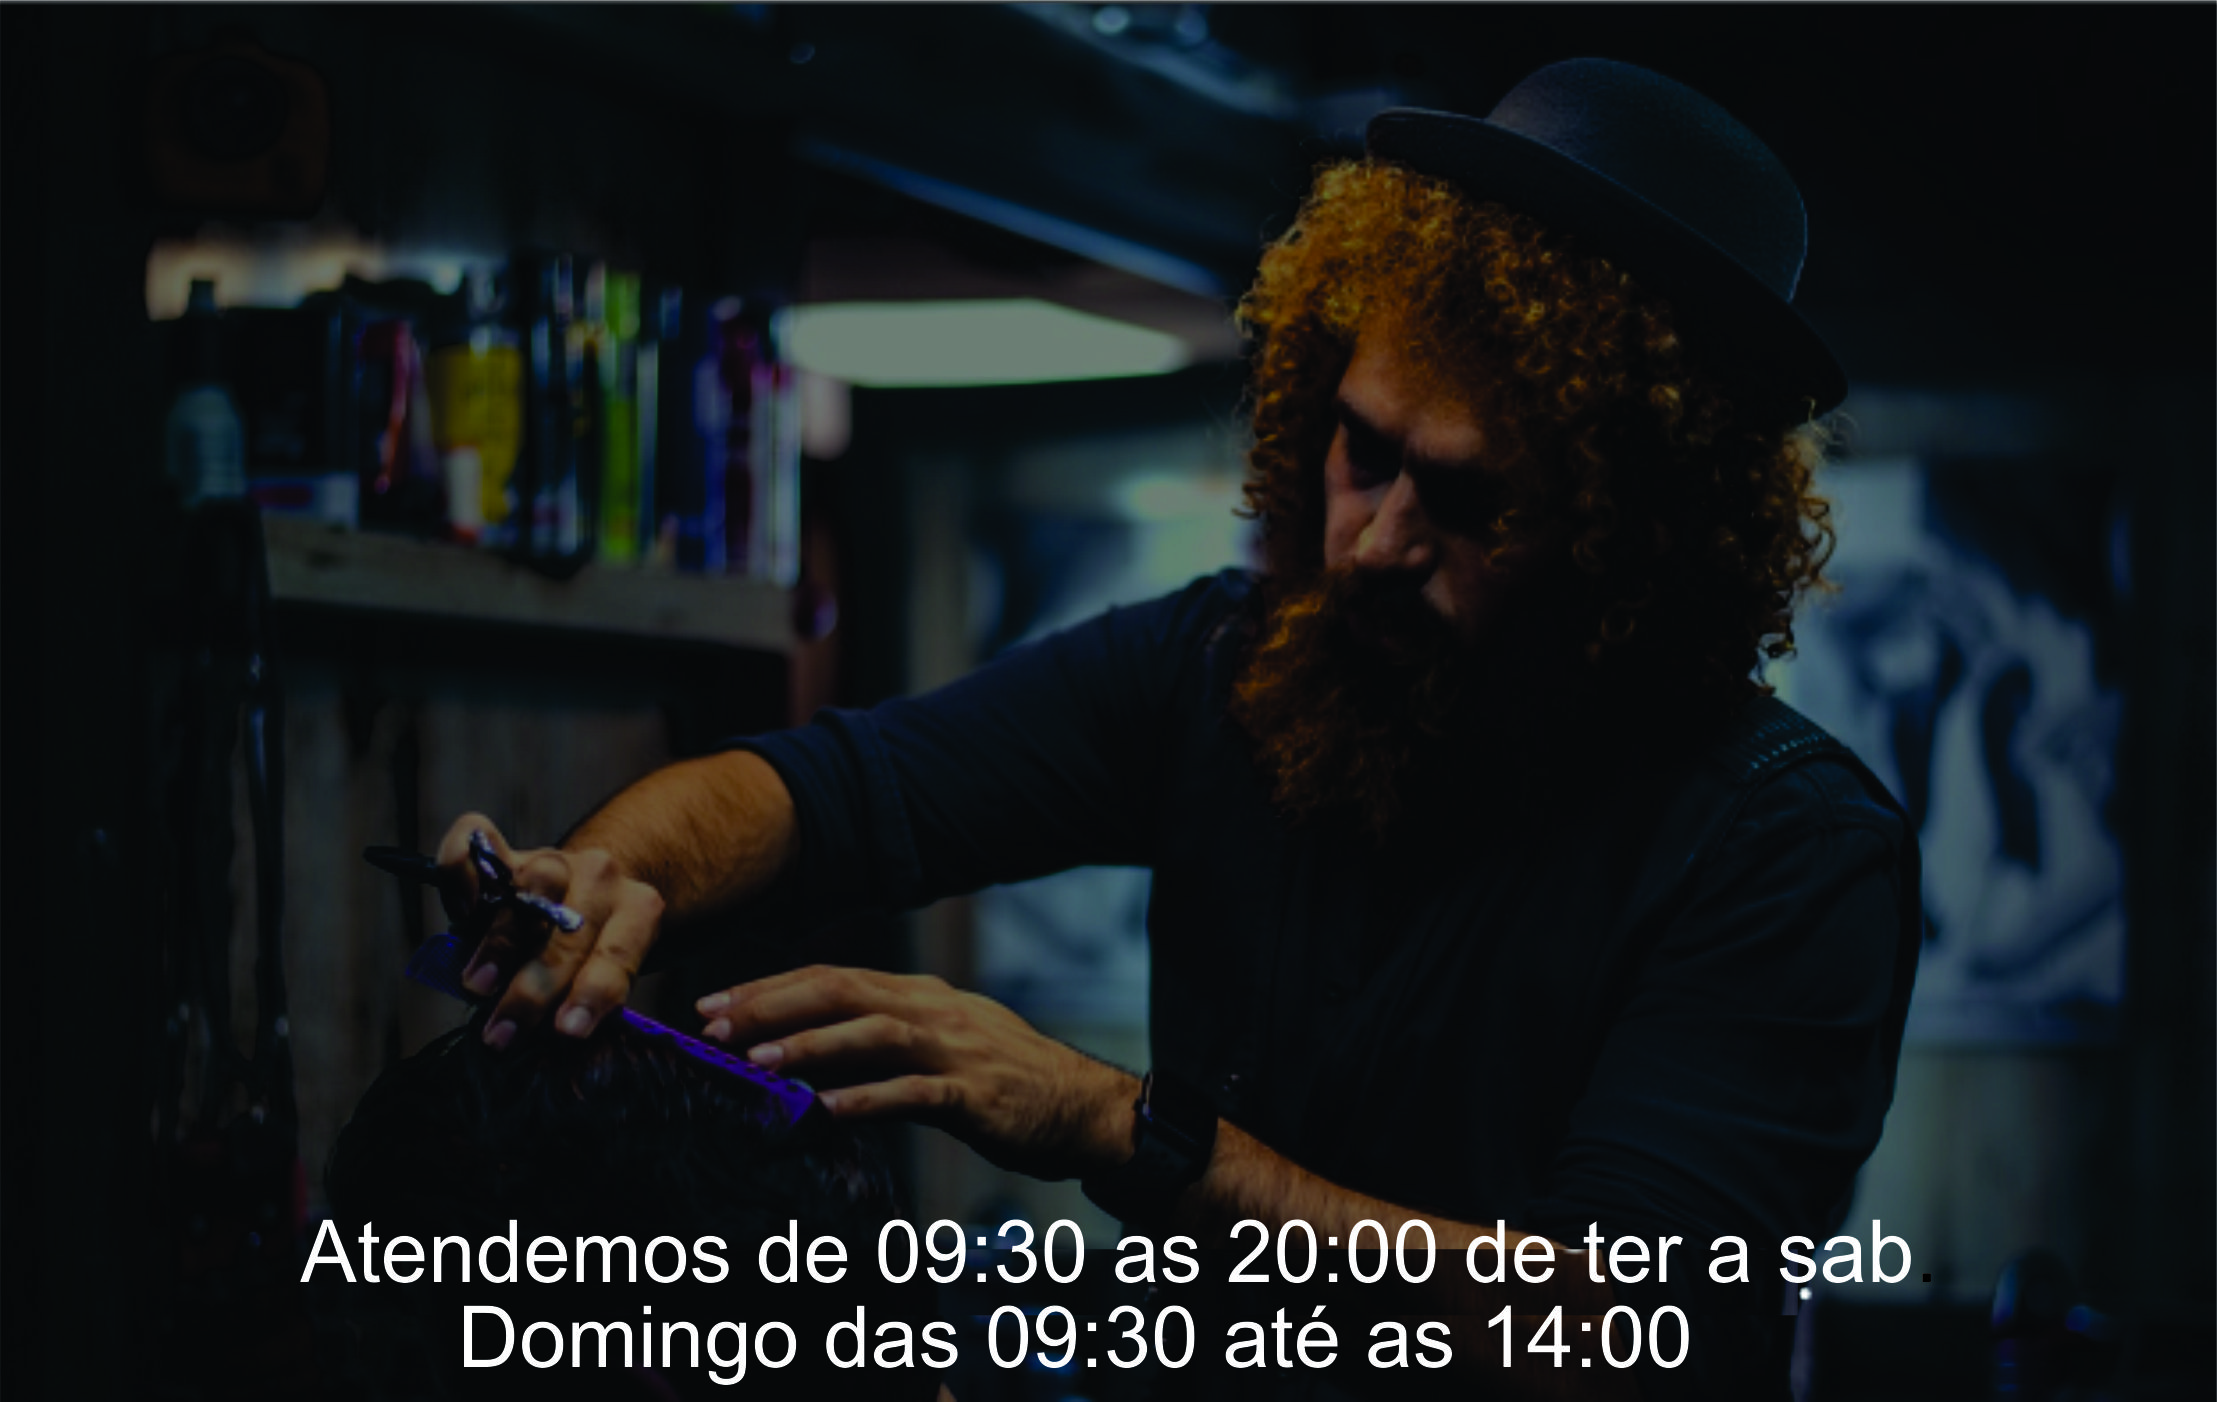 Atendemos de 09:30 as 20:00 de ter a sab.
Domingo das 09:30 até as 14:00